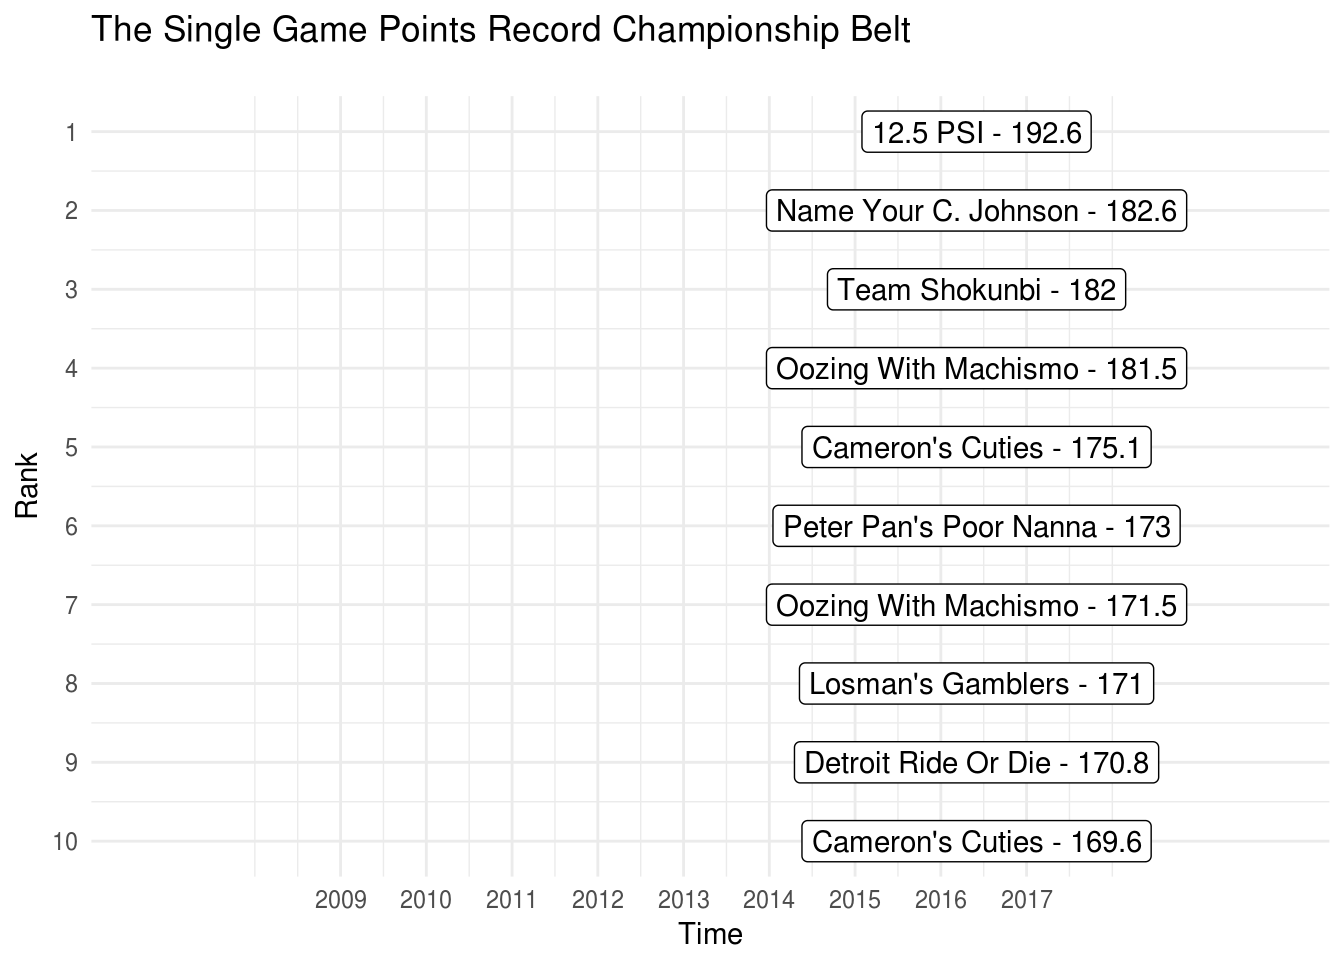 The Single Game Points Record Championship Belt
1 12.5 PSI - 192.6
2 Name Your C. Johnson - 182.6
3 Team Shokunbi - 182
4 Oozing With Machismo - 181.5
5 Cameron's Cuties - 175.1
Rank
6 Peter Pan's Poor Nanna - 173
7 Oozing With Machismo - 171.5
8 Losman's Gamblers - 171
9 Detroit Ride Or Die - 170.8
10 Cameron's Cuties - 169.6
2009 2010 2011 2012 2013 2014 2015 2016 2017
Time